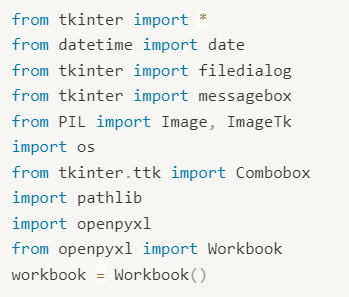 from tkinter import *
from datetime import date
from tkinter import filedialog
from tkinter import messagebox
from PIL import Image, ImageTk
import os
from tkinter.ttk import Combobox
import pathlib
import openpyxl
from openpyxl import Workbook
workbook = Workbook()